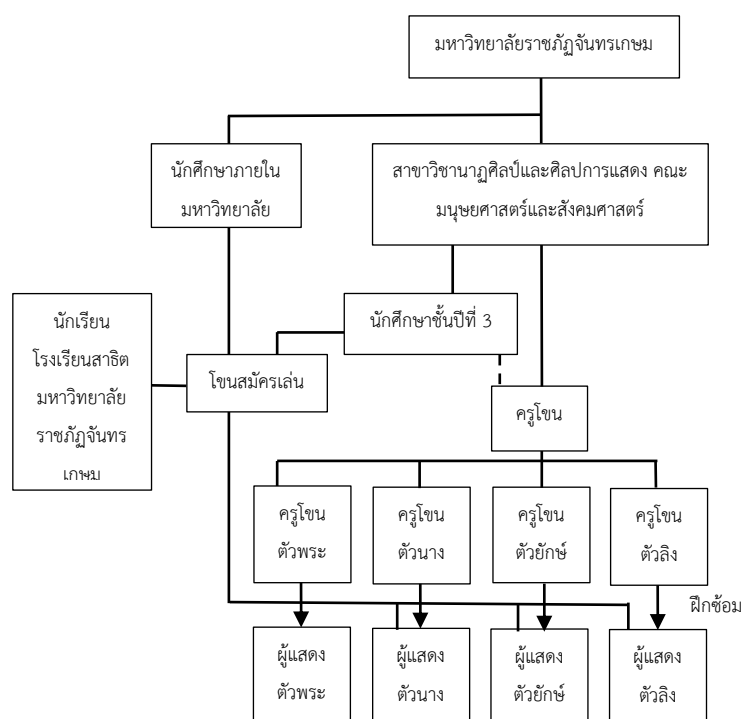 มหาวิทยาลัยราชภัฏจันทรเกษม
นักศึกษาภายใน
มหาวิทยาลัย
สาขาวิชานาฏศิลป์และศิลปการแสดง คณะ
มนุษยศาสตร์และสังคมศาสตร์
นักเรียน
โรงเรียนสาธิต
มหาวิทยาลัย
ราชภัฏจันทร
เกษม
นักศึกษาชั้นปีที่ 3
โขนสมัครเล่น
ครูโขน
ครูโขน
ตัวพระ
ครูโขน
ตัวนาง
ครูโขน
ตัวยักษ์
ครูโขน
ตัวลิง
ฝึกซ้อม
ผู้แสดง
ตัวพระ
ผู้แสดง
ตัวนาง
ผู้แสดง
ตัวยักษ์
ผู้แสดง
ตัวลิง